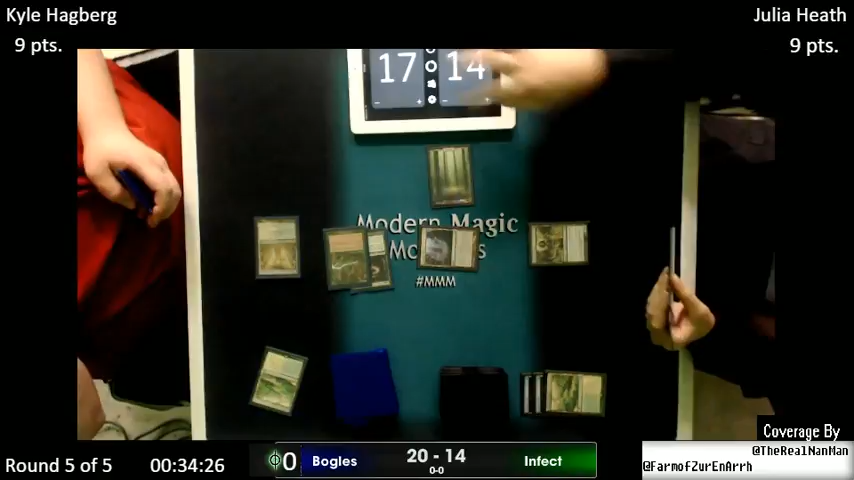 Kyle Hagberg
Julia Heath
9 pts.
9 pts.
17
14
Modern Magic
#MMM
Coverage By
@TheRealNanMan
@FarmofZurEnArrh
Round 5 of 5
00:34:26
0
Bogles
20 - 14
0-0
Infect